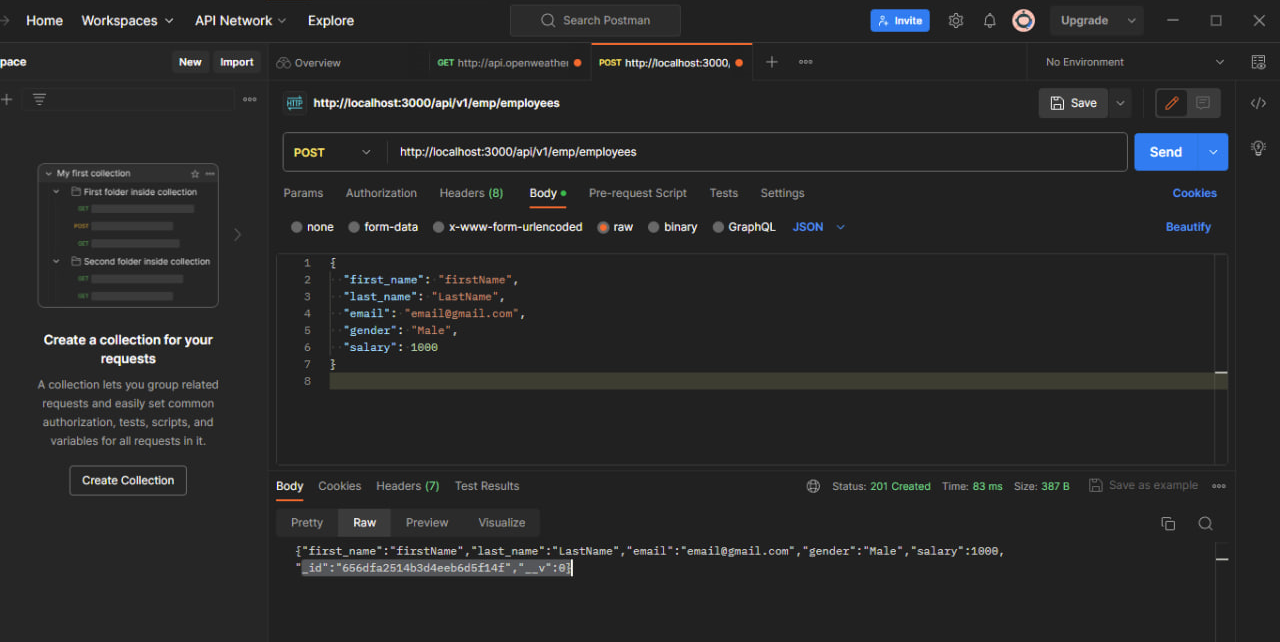 Home Workspaces API Network Explore Search Postman Invite Upgrade
pace New Import Overview GET http://api.openweather POST http://localhost:3000, No Environment
HTTP http://localhost:3000/api/v1/emp/employees Save
POST http://localhost:3000/api/v1/emp/employees Send
Params Authorization Headers (8) Body Pre-request Script Tests Settings Cookies
none form-data x-www-form-urlencoded raw binary GraphQL JSON Beautify
My first collection
First folder inside collection
GET
POST
GET
Second folder inside collection
GET
GET
Create a collection for your
requests
A collection lets you group related
requests and easily set common
authorization, tests, scripts, and
variables for all requests in it.
Create Collection
1 {
2 "first_name": "firstName",
3 "last_name": "LastName",
4 "email": "email@gmail.com",
5 "gender": "Male",
6 "salary": 1000
7 }
8
Body Cookies Headers (7) Test Results Status: 201 Created Time: 83 ms Size: 387 B Save as example
Pretty Raw Preview Visualize
{"first_name":"firstName","last_name":"LastName","email":"email@gmail.com","gender":"Male","salary":1000,
"_id":"656dfa2514b3d4eeb6d5f14f","__v":0}